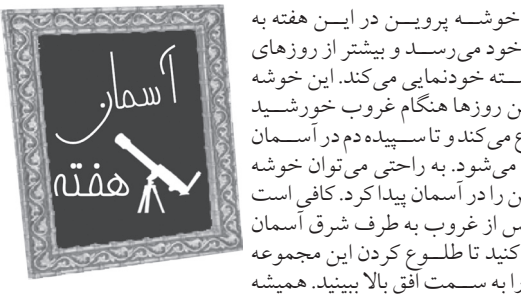 خوشه پروین در این هفته به
خود می‌رسد و بیشتر از روزهای
خودنمایی می‌کند. این خوشه
روزها هنگام غروب خورشید
می‌کند و تا سپیده‌دم در آسمان
می‌شود. به راحتی می‌توان خوشه
را در آسمان پیدا کرد. کافی است
از غروب به طرف شرق آسمان
کنید تا طلوع کردن این مجموعه
را به سمت افق بالا ببینید. همیشه
آسمان
هفته